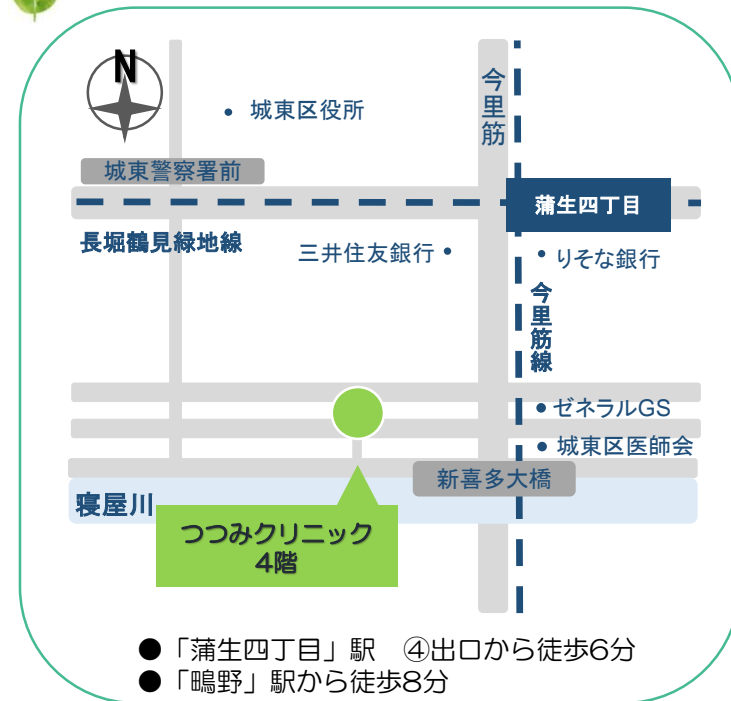 N
今里筋
城東区役所
城東警察署前
蒲生四丁目
長堀鶴見緑地線
三井住友銀行
りそな銀行
今里筋線
ゼネラルGS
城東区医師会
新喜多大橋
寝屋川
つつみクリニック
4階
●「蒲生四丁目」駅　④出口から徒歩6分
●「鴫野」駅から徒歩8分